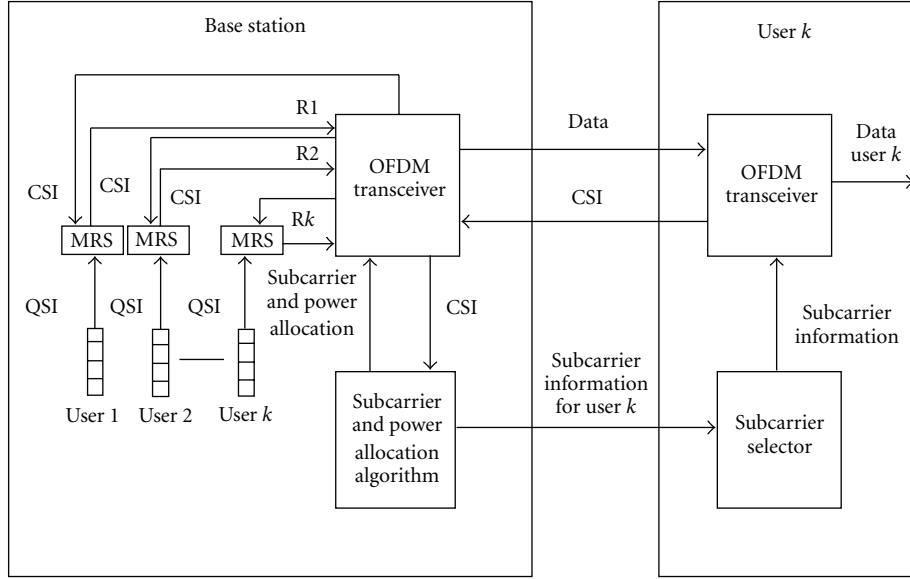 Base station
User k
R1
Data
Data
user k
R2
OFDM
transceiver
OFDM
transceiver
CSI
CSI
CSI
CSI
Rk
MRS
MRS
MRS
Subcarrier
and power
allocation
QSI
QSI
QSI
CSI
Subcarrier
information
Subcarrier
information
for user k
User 1
User 2
User k
Subcarrier
and power
allocation
algorithm
Subcarrier
selector